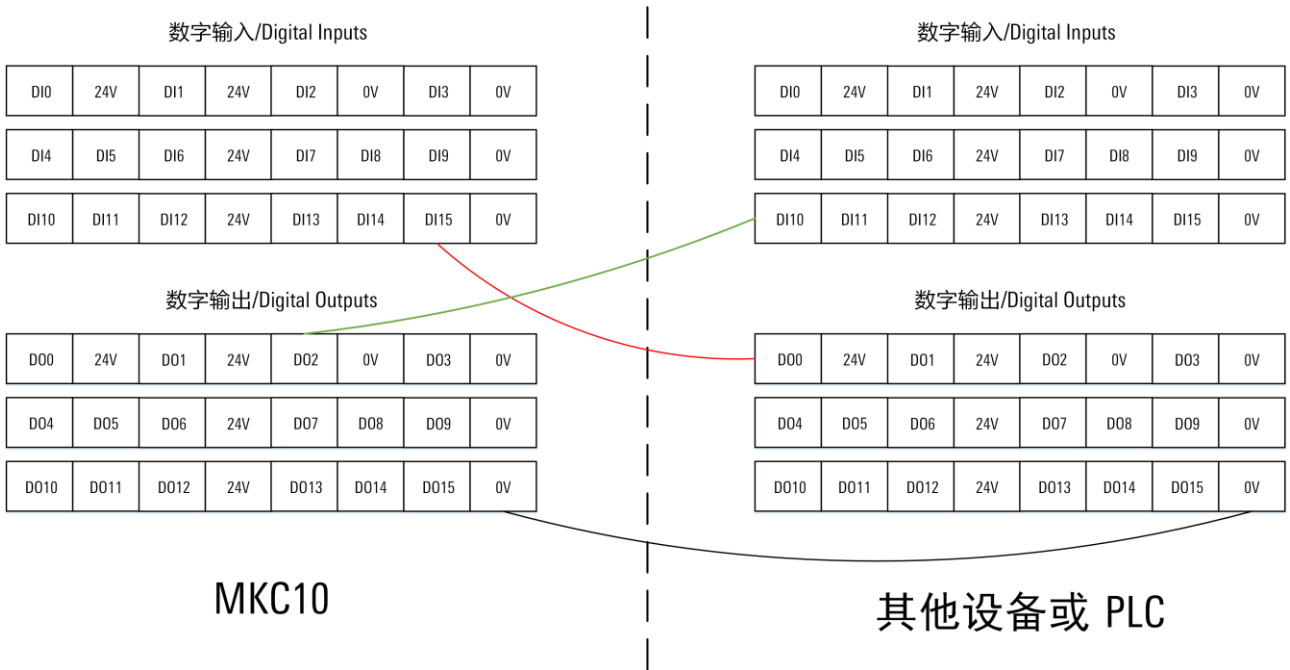 数字输入/Digital Inputs
DI0 24V DI1 24V DI2 0V DI3 0V
DI4 DI5 DI6 24V DI7 DI8 DI9 0V
DI10 DI11 DI12 24V DI13 DI14 DI15 0V
数字输出/Digital Outputs
DO0 24V DO1 24V DO2 0V DO3 0V
DO4 DO5 DO6 24V DO7 DO8 DO9 0V
DO10 DO11 DO12 24V DO13 DO14 DO15 0V
MKC10
数字输入/Digital Inputs
DI0 24V DI1 24V DI2 0V DI3 0V
DI4 DI5 DI6 24V DI7 DI8 DI9 0V
DI10 DI11 DI12 24V DI13 DI14 DI15 0V
数字输出/Digital Outputs
DO0 24V DO1 24V DO2 0V DO3 0V
DO4 DO5 DO6 24V DO7 DO8 DO9 0V
DO10 DO11 DO12 24V DO13 DO14 DO15 0V
其他设备或 PLC